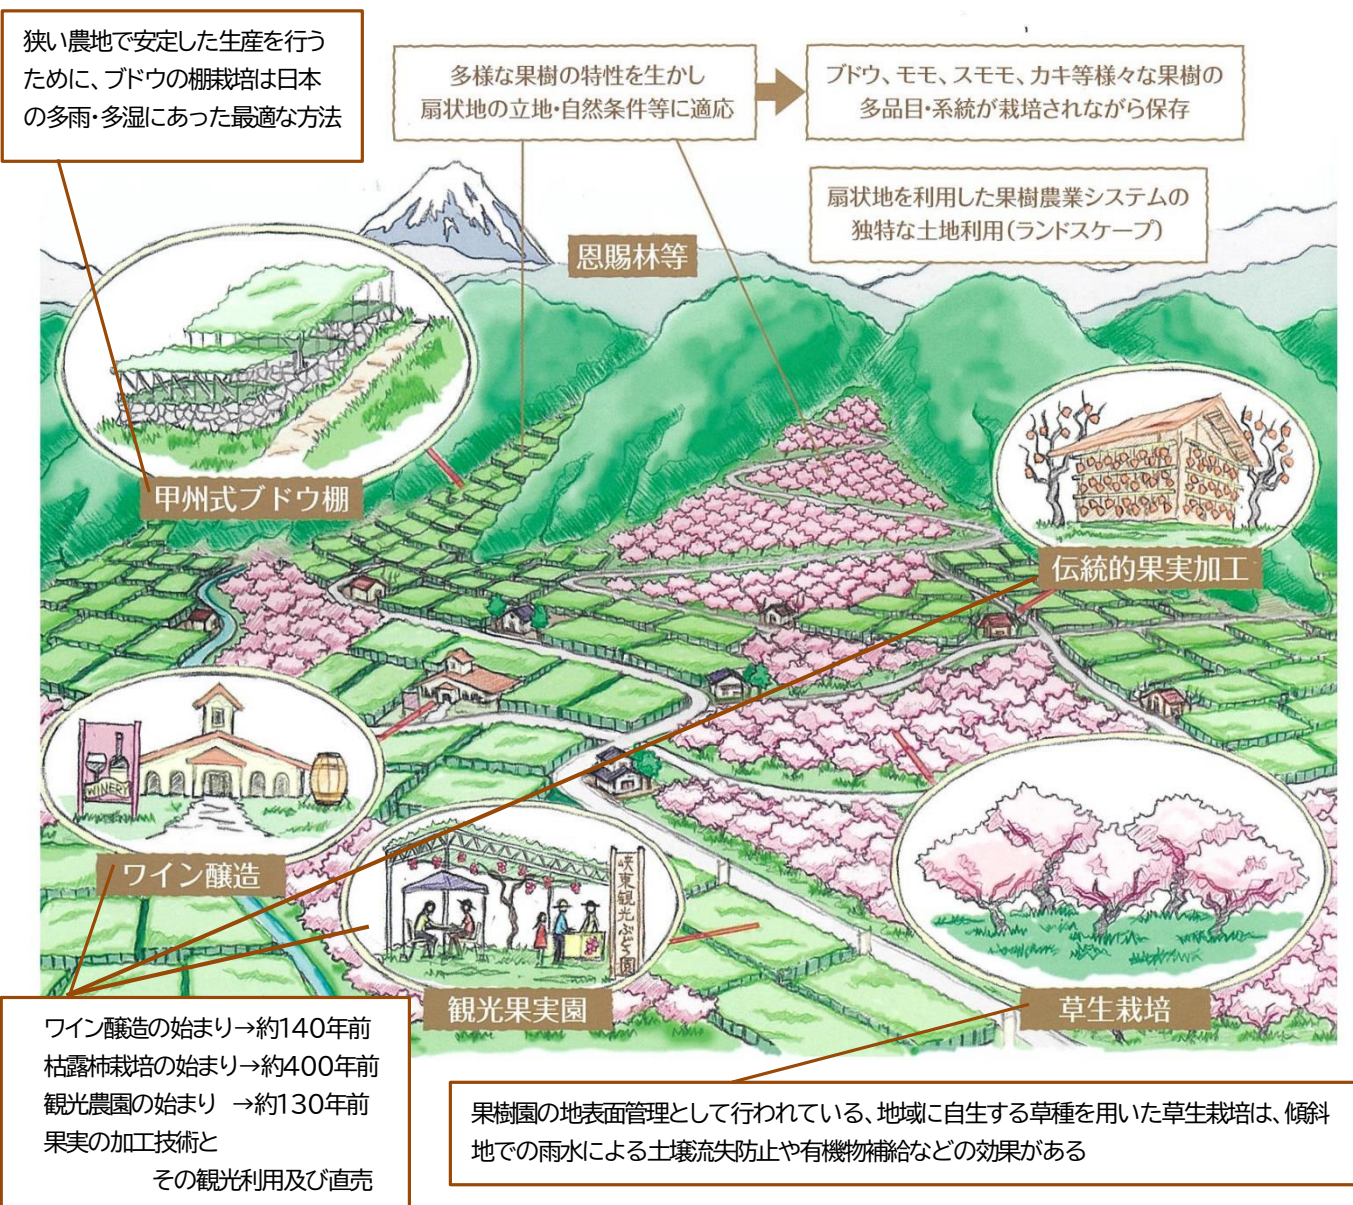 狭い農地で安定した生産を行う
ために、ブドウの棚栽培は日本
の多雨・多湿にあった最適な方法
多様な果樹の特性を生かし
扇状地の立地・自然条件等に適応
ブドウ、モモ、スモモ、カキ等様々な果樹の
多品目・系統が栽培されながら保存
扇状地を利用した果樹農業システムの
独特な土地利用(ランドスケープ)
恩賜林等
甲州式ブドウ棚
伝統的果実加工
WINERY
ワイン醸造
峡東観光ぶどう園
観光果実園
草生栽培
ワイン醸造の始まり→約140年前
枯露柿栽培の始まり→約400年前
観光農園の始まり →約130年前
果実の加工技術と
その観光利用及び直売
果樹園の地表面管理として行われている、地域に自生する草種を用いた草生栽培は、傾斜
地での雨水による土壌流失防止や有機物補給などの効果がある